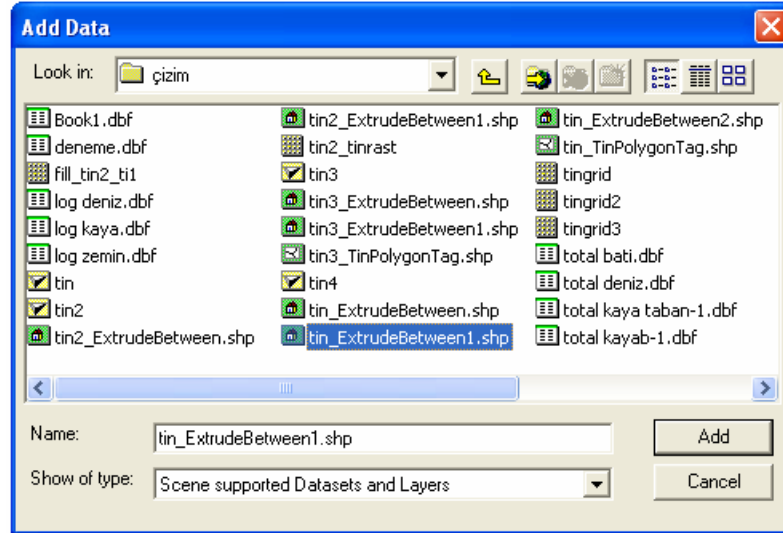 Add Data
Look in: çizim
Book1.dbf
deneme.dbf
fill_tin2_ti1
log deniz.dbf
log kaya.dbf
log zemin.dbf
tin
tin2
tin2_ExtrudeBetween.shp
tin2_ExtrudeBetween1.shp
tin2_tinrast
tin3
tin3_ExtrudeBetween.shp
tin3_ExtrudeBetween1.shp
tin3_TinPolygonTag.shp
tin4
tin_ExtrudeBetween.shp
tin_ExtrudeBetween1.shp
tin_ExtrudeBetween2.shp
tin_TinPolygonTag.shp
tingrid
tingrid2
tingrid3
total bati.dbf
total deniz.dbf
total kaya taban-1.dbf
total kayab-1.dbf
Name: tin_ExtrudeBetween1.shp Add
Show of type: Scene supported Datasets and Layers Cancel